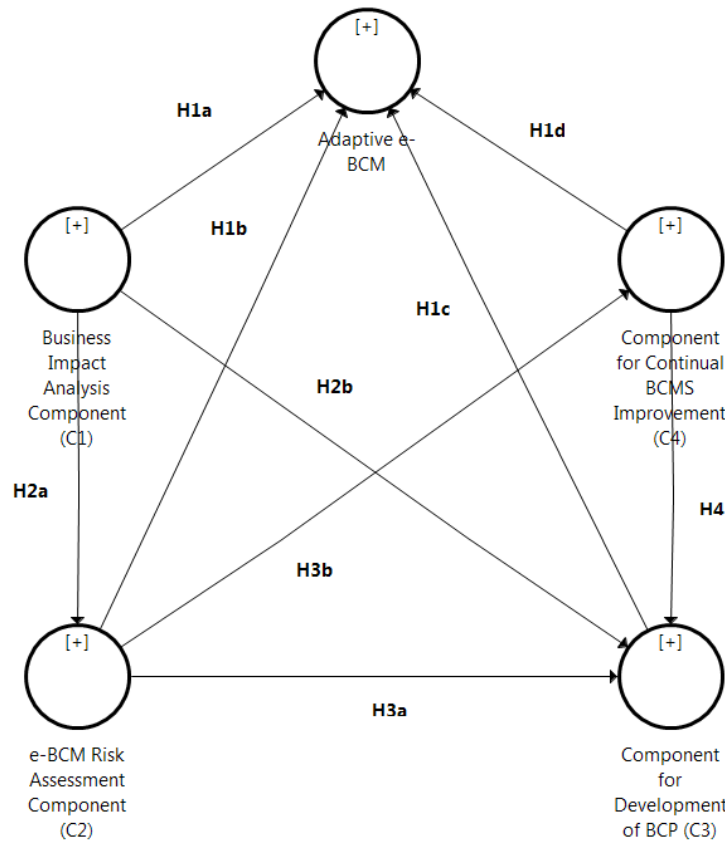 [+]
Adaptive e-
BCM
H1a
H1d
[+]
[+]
H1b
H1c
Business
Impact
Analysis
Component
(C1)
Component
for Continual
BCMS
Improvement
(C4)
H2b
H2a
H4
H3b
[+]
[+]
H3a
e-BCM Risk
Assessment
Component
(C2)
Component
for
Development
of BCP (C3)